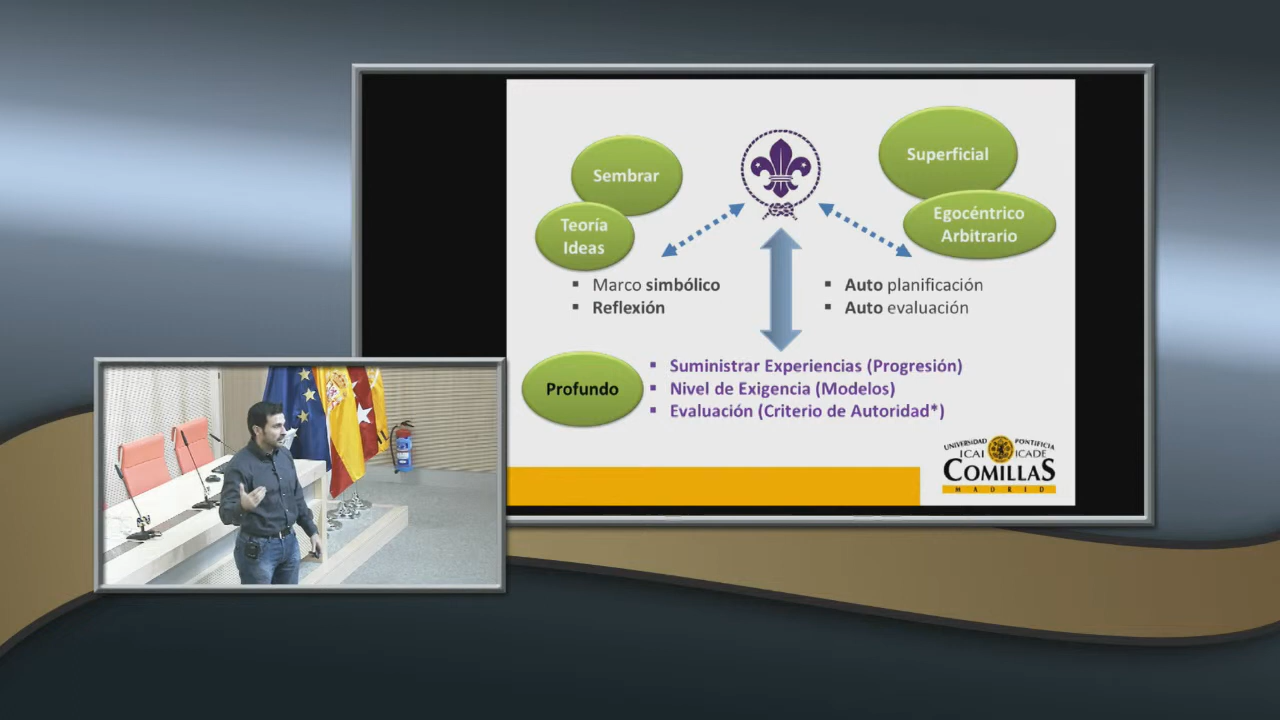 Sembrar
Teoría
Ideas
Superficial
Egocéntrico
Arbitrario
▪ Marco simbólico
▪ Reflexión
▪ Auto planificación
▪ Auto evaluación
Profundo
▪ Suministrar Experiencias (Progresión)
▪ Nivel de Exigencia (Modelos)
▪ Evaluación (Criterio de Autoridad*)
UNIVERSIDAD PONTIFICIA
ICAI ICADE
COMILLAS
MADRID